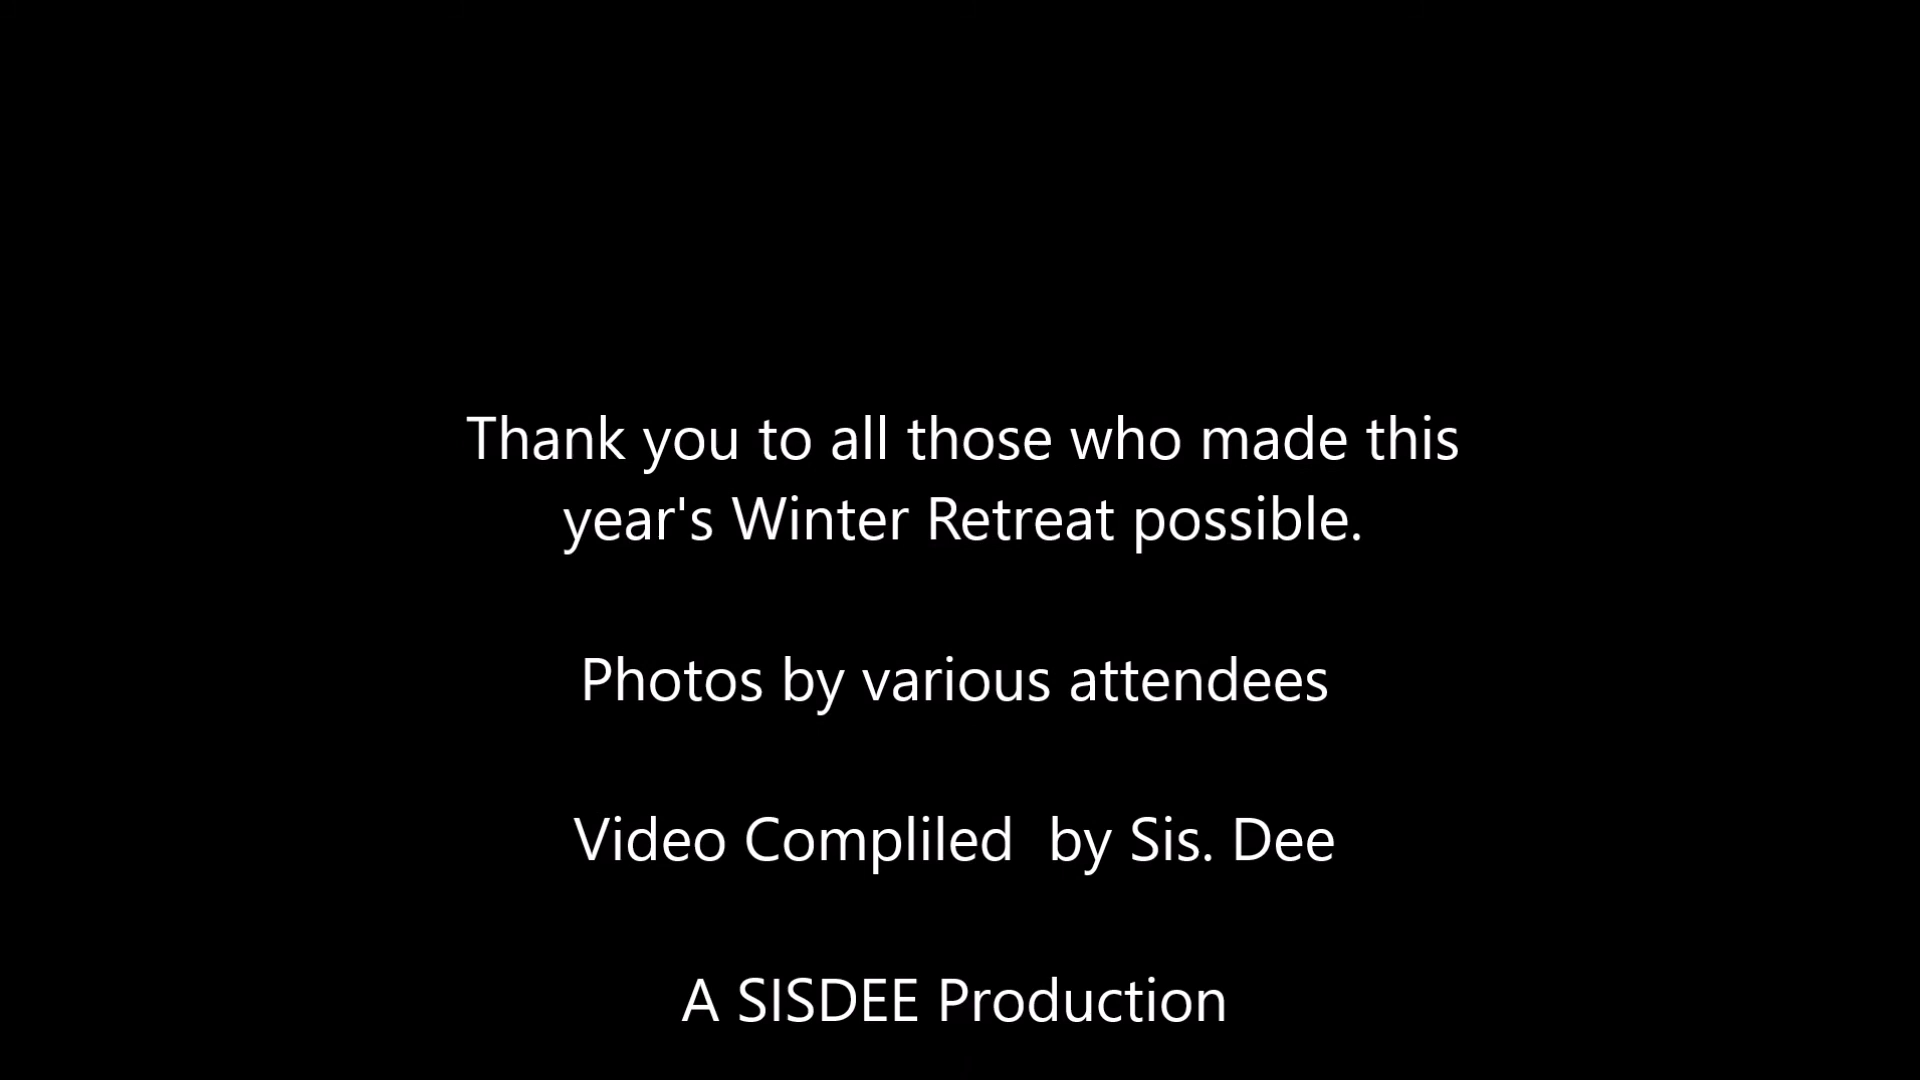 Thank you to all those who made this
year's Winter Retreat possible.
Photos by various attendees
Video Compliled  by Sis. Dee
A SISDEE Production